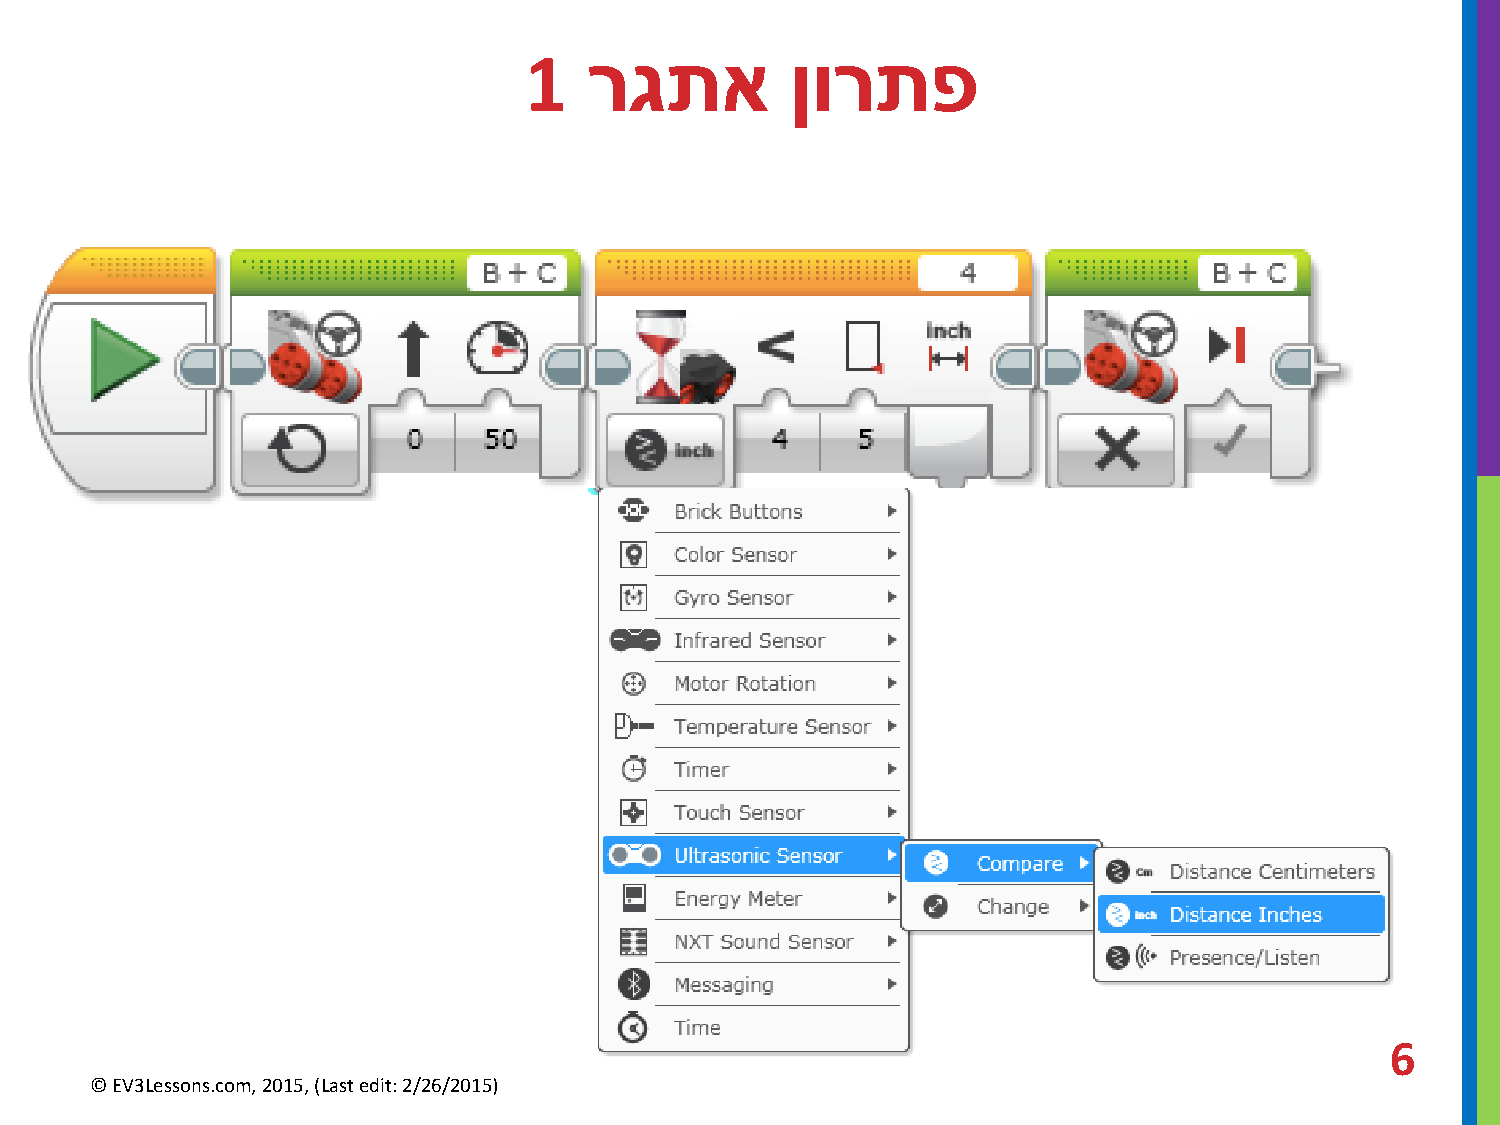 פתרון אתגר 1
B + C
4
B + C
inch
0 50
inch 4 5
Brick Buttons
Color Sensor
Gyro Sensor
Infrared Sensor
Motor Rotation
Temperature Sensor
Timer
Touch Sensor
Ultrasonic Sensor
Compare
Change
cm Distance Centimeters
inch Distance Inches
Presence/Listen
Energy Meter
NXT Sound Sensor
Messaging
Time
6
© EV3Lessons.com, 2015, (Last edit: 2/26/2015)